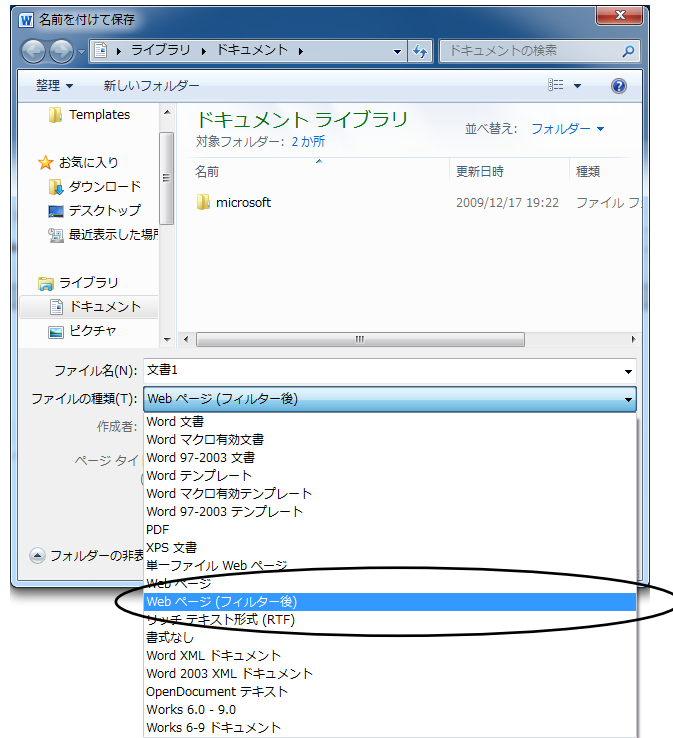 名前を付けて保存
ライブラリ ドキュメント
ドキュメントの検索
整理 新しいフォルダー
Templates
お気に入り
ダウンロード
デスクトップ
最近表示した場所
ライブラリ
ドキュメント
ピクチャ
ドキュメント ライブラリ
対象フォルダー: 2 か所
並べ替え: フォルダー
名前 更新日時 種類
microsoft 2009/12/17 19:22 ファイル フ
ファイル名(N): 文書1
ファイルの種類(T): Web ページ (フィルター後)
作成者:
ページ タイ
フォルダーの非表
Word 文書
Word マクロ有効文書
Word 97-2003 文書
Word テンプレート
Word マクロ有効テンプレート
Word 97-2003 テンプレート
PDF
XPS 文書
単一ファイル Web ページ
Web ページ
Web ページ (フィルター後)
リッチ テキスト形式 (RTF)
書式なし
Word XML ドキュメント
Word 2003 XML ドキュメント
OpenDocument テキスト
Works 6.0 - 9.0
Works 6-9 ドキュメント